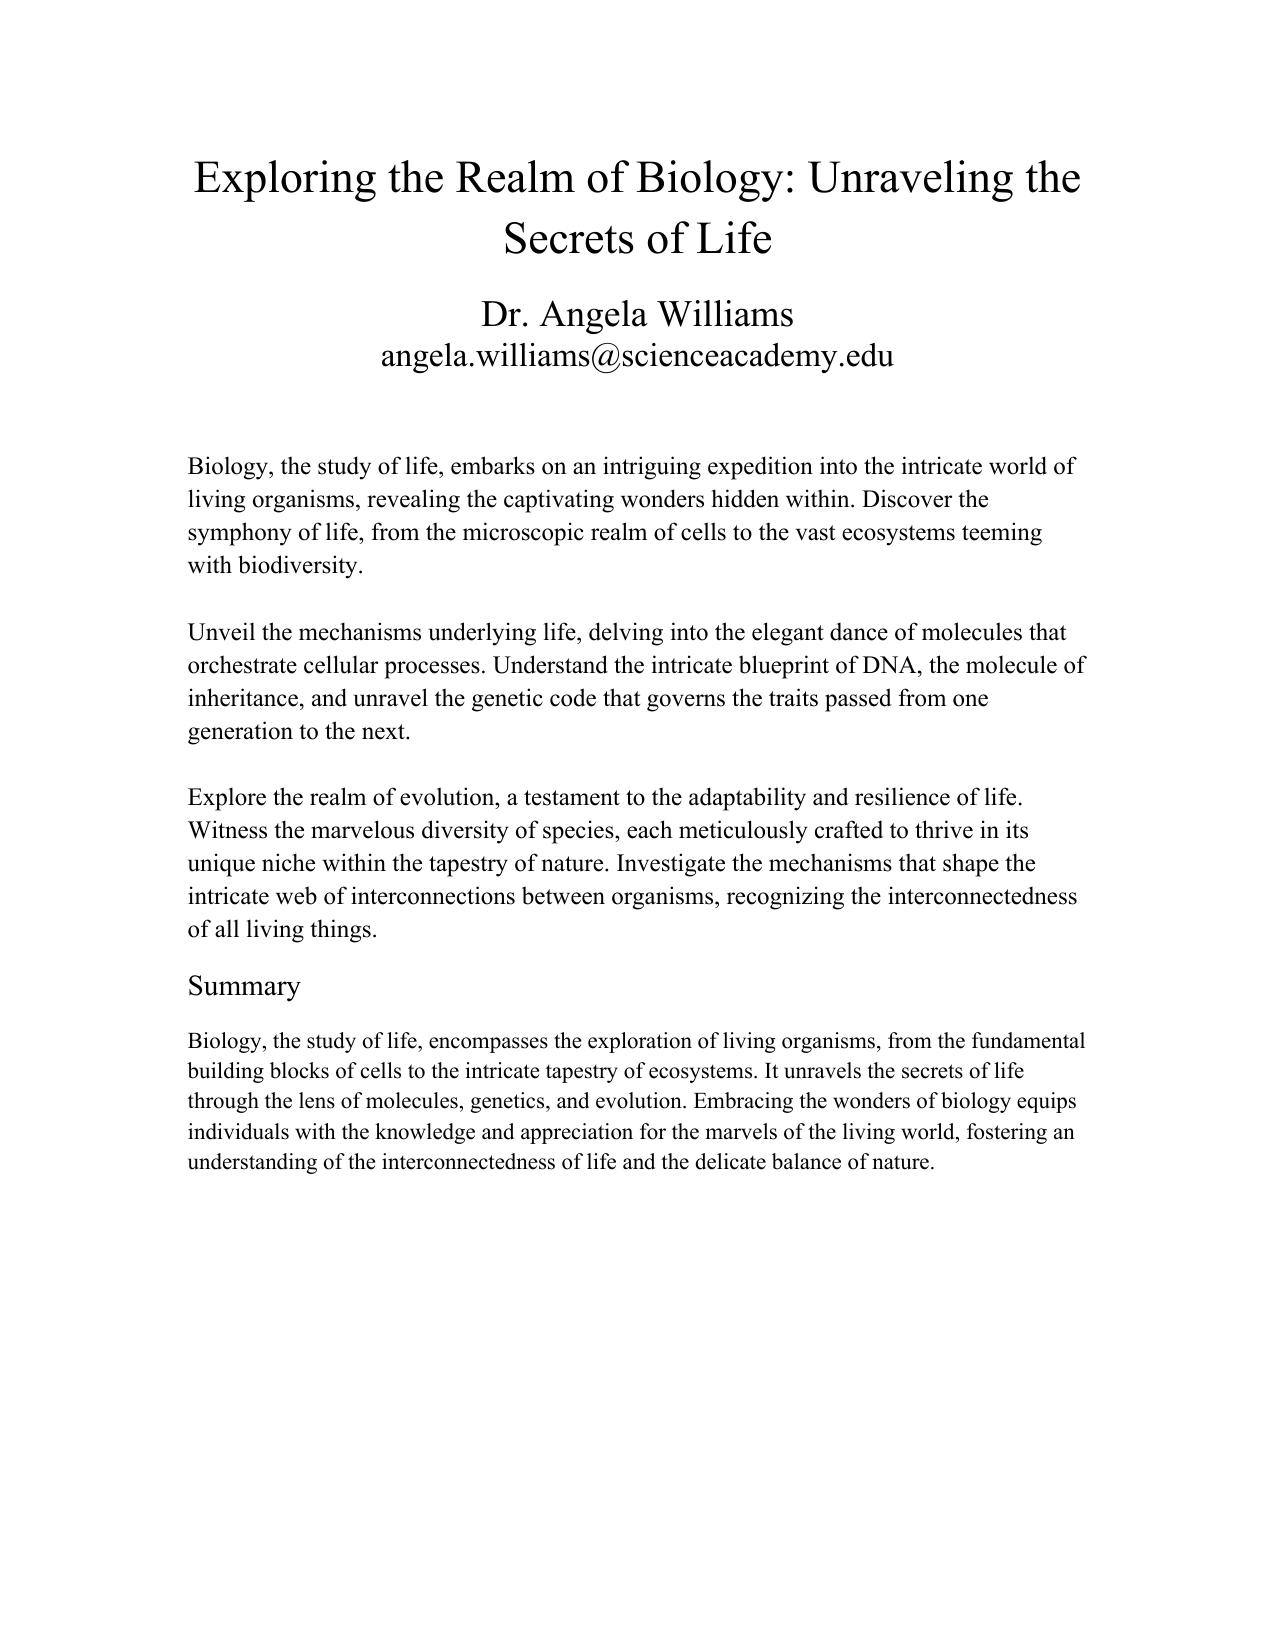 Exploring the Realm of Biology: Unraveling the
Secrets of Life
Dr. Angela Williams
angela.williams@scienceacademy.edu
Biology, the study of life, embarks on an intriguing expedition into the intricate world of
living organisms, revealing the captivating wonders hidden within. Discover the
symphony of life, from the microscopic realm of cells to the vast ecosystems teeming
with biodiversity.
Unveil the mechanisms underlying life, delving into the elegant dance of molecules that
orchestrate cellular processes. Understand the intricate blueprint of DNA, the molecule of
inheritance, and unravel the genetic code that governs the traits passed from one
generation to the next.
Explore the realm of evolution, a testament to the adaptability and resilience of life.
Witness the marvelous diversity of species, each meticulously crafted to thrive in its
unique niche within the tapestry of nature. Investigate the mechanisms that shape the
intricate web of interconnections between organisms, recognizing the interconnectedness
of all living things.
Summary
Biology, the study of life, encompasses the exploration of living organisms, from the fundamental
building blocks of cells to the intricate tapestry of ecosystems. It unravels the secrets of life
through the lens of molecules, genetics, and evolution. Embracing the wonders of biology equips
individuals with the knowledge and appreciation for the marvels of the living world, fostering an
understanding of the interconnectedness of life and the delicate balance of nature.